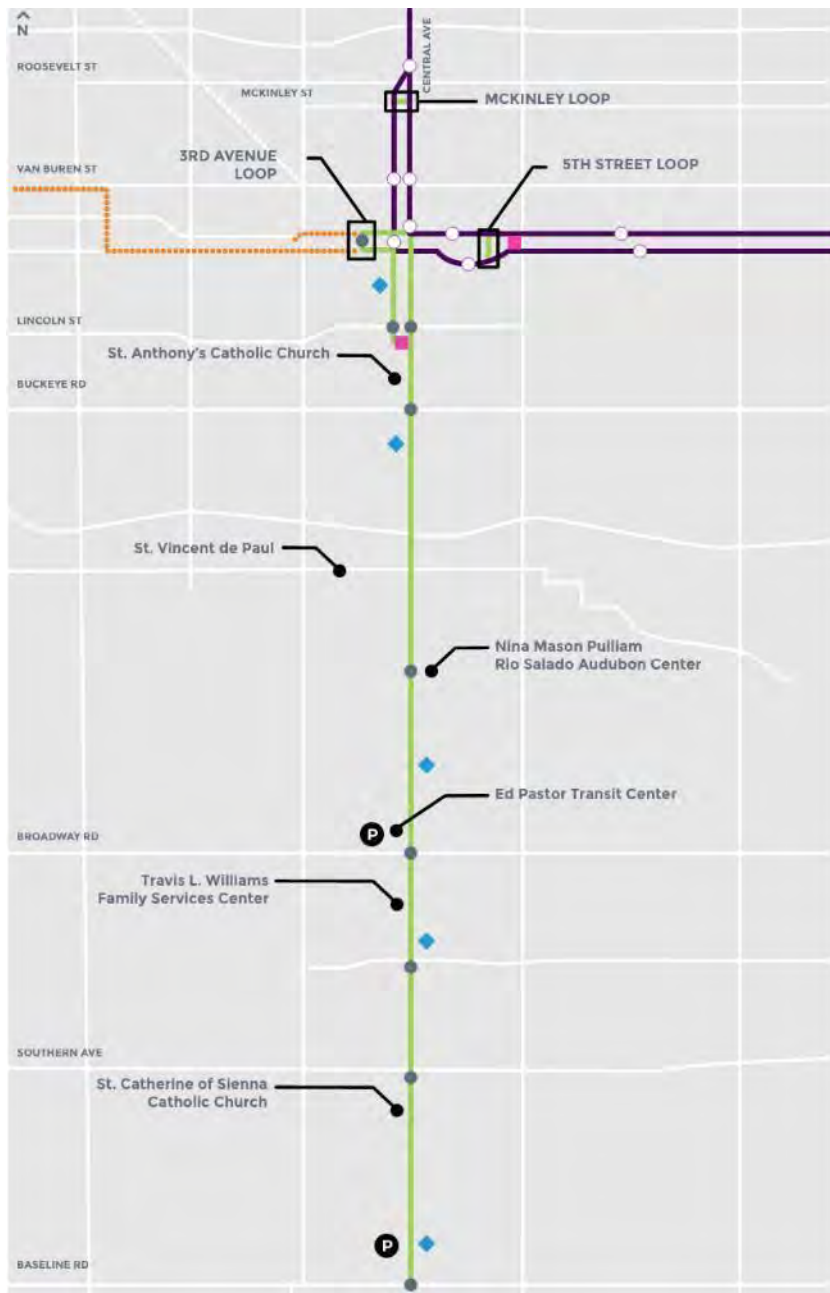 N
ROOSEVELT ST
CENTRAL AVE
MCKINLEY ST
MCKINLEY LOOP
3RD AVENUE
LOOP
VAN BUREN ST
5TH STREET LOOP
LINCOLN ST
St. Anthony's Catholic Church
BUCKEYE RD
St. Vincent de Paul
Nina Mason Pulliam
Rio Salado Audubon Center
Ed Pastor Transit Center
P
BROADWAY RD
Travis L. Williams
Family Services Center
SOUTHERN AVE
St. Catherine of Sienna
Catholic Church
P
BASELINE RD